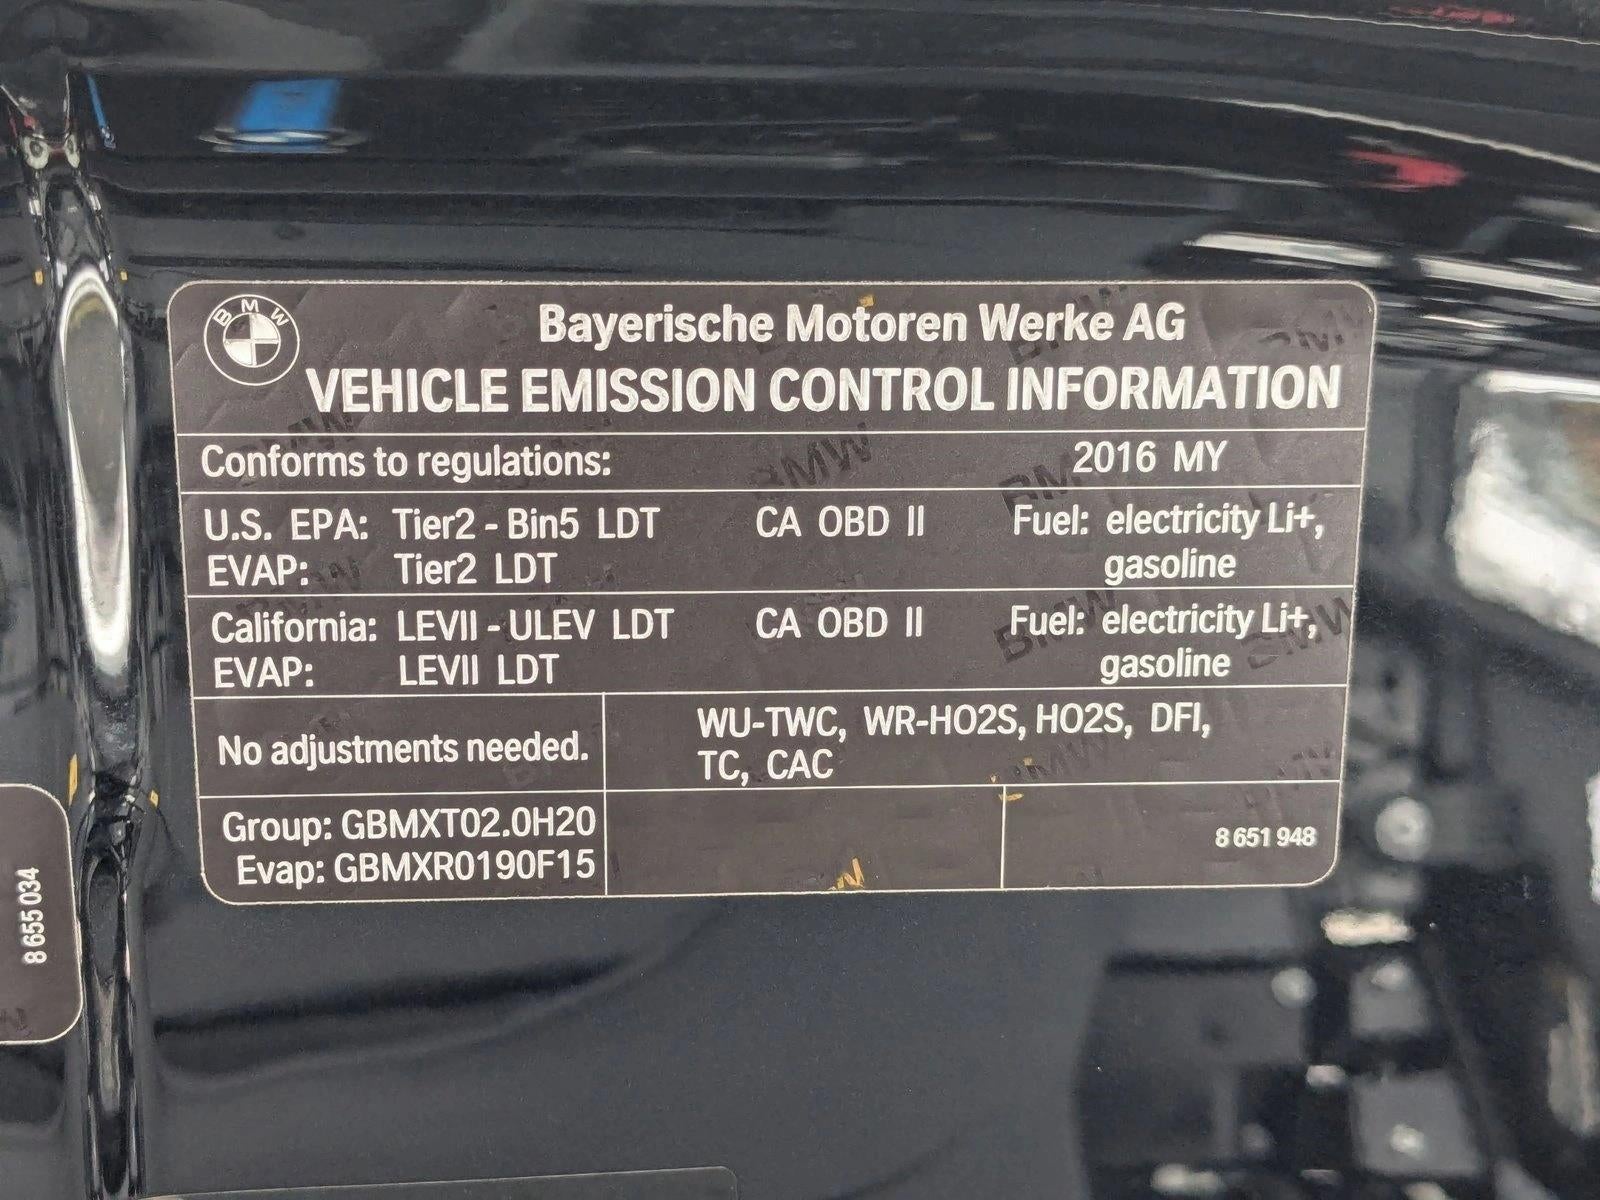 BMW
Bayerische Motoren Werke AG
VEHICLE EMISSION CONTROL INFORMATION
Conforms to regulations: 2016 MY
U.S. EPA: Tier2 - Bin5 LDT CA OBD II Fuel: electricity Li+,
EVAP: Tier2 LDT gasoline
California: LEVII - ULEV LDT CA OBD II Fuel: electricity Li+,
EVAP: LEVII LDT gasoline
No adjustments needed.
WU-TWC, WR-HO2S, HO2S, DFI,
TC, CAC
Group: GBMXT02.0H20
Evap: GBMXR0190F15
8 651 948
8 655 034